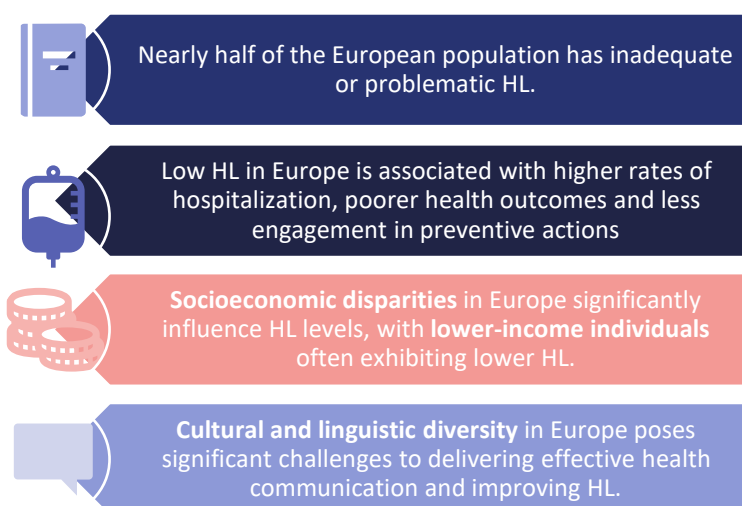 Nearly half of the European population has inadequate
or problematic HL.
Low HL in Europe is associated with higher rates of
hospitalization, poorer health outcomes and less
engagement in preventive actions
Socioeconomic disparities in Europe significantly
influence HL levels, with lower-income individuals
often exhibiting lower HL.
Cultural and linguistic diversity in Europe poses
significant challenges to delivering effective health
communication and improving HL.